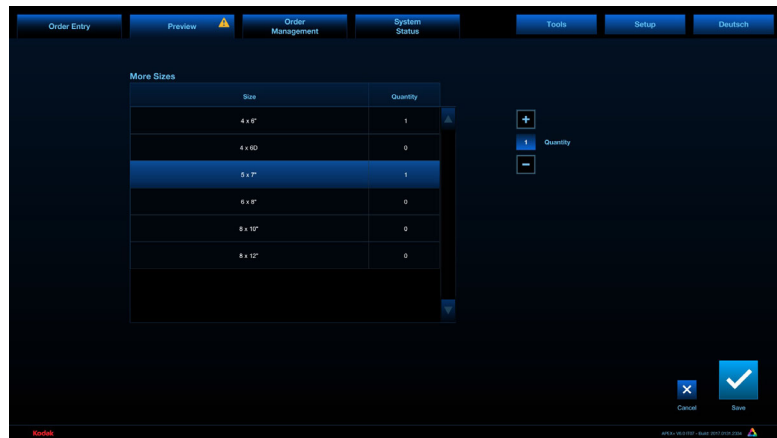 Order Entry
Preview
Order
Management
System
Status
Tools
Setup
Deutsch
More Sizes
Size Quantity
4 x 6" 1
4 x 6D 0
5 x 7" 1
6 x 8" 0
8 x 10" 0
8 x 12" 0
+
1 Quantity
−
Cancel
Save
Kodak